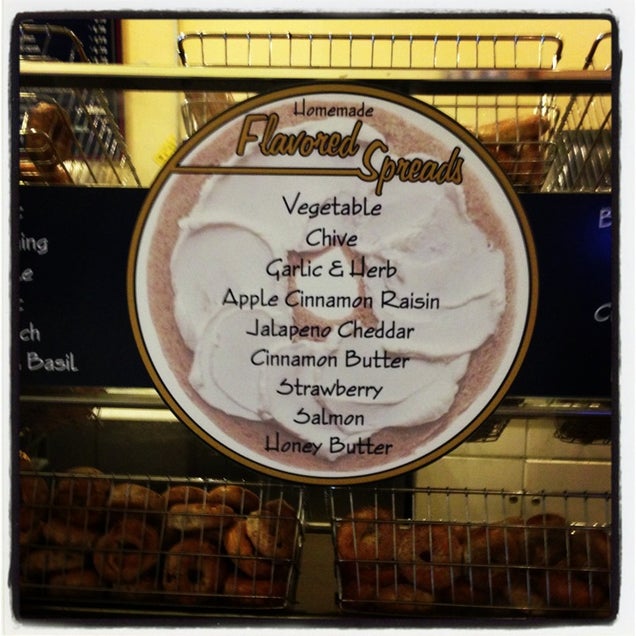 Homemade
Flavored
Spreads
Vegetable
Chive
Garlic & Herb
Apple Cinnamon Raisin
Jalapeno Cheddar
Cinnamon Butter
Strawberry
Salmon
Honey Butter
Basil